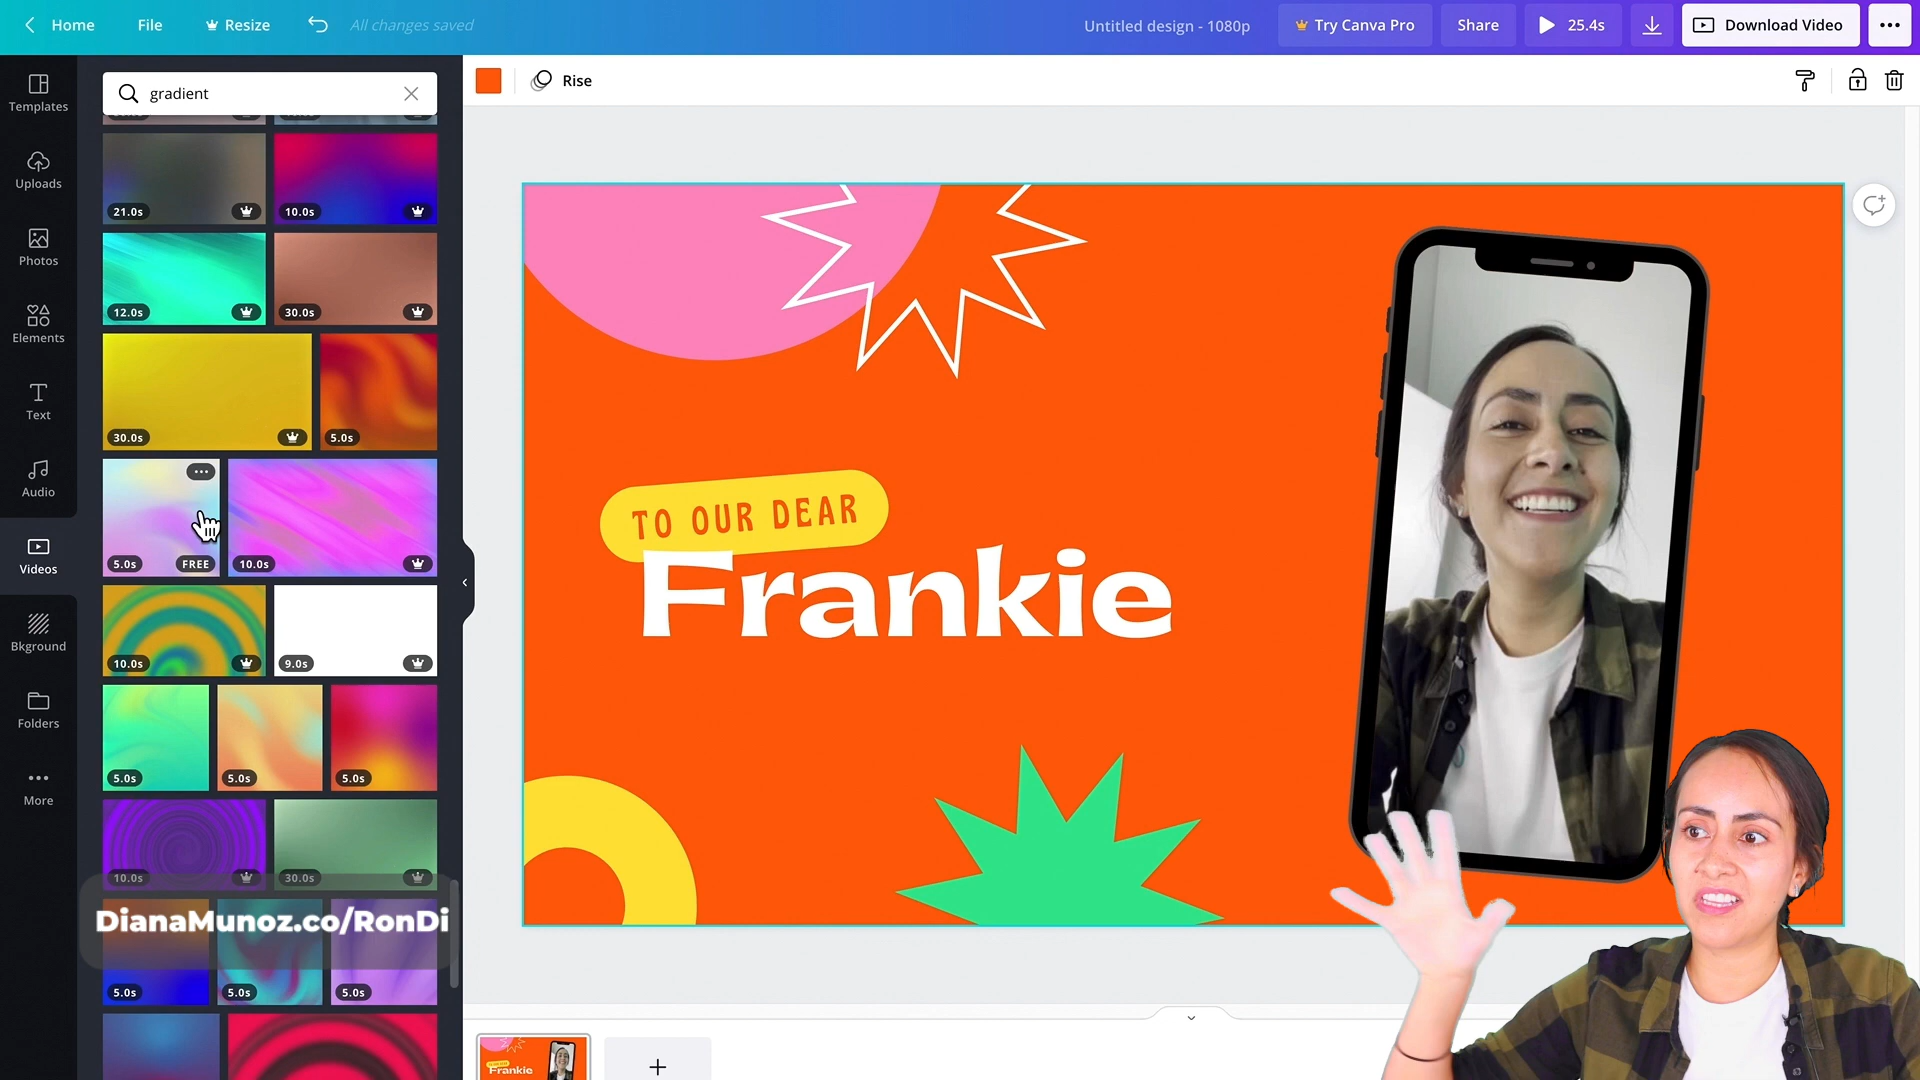 Home
File
Resize
All changes saved
Untitled design - 1080p
Try Canva Pro
Share
25.4s
Download Video
Templates
Uploads
Photos
Elements
Text
Audio
Videos
Bkground
Folders
More
gradient
21.0s
10.0s
12.0s
30.0s
30.0s
5.0s
5.0s
FREE
10.0s
10.0s
9.0s
5.0s
5.0s
5.0s
10.0s
30.0s
DianaMunoz.co/RonDi
5.0s
5.0s
5.0s
Rise
TO OUR DEAR
Frankie
Frankie